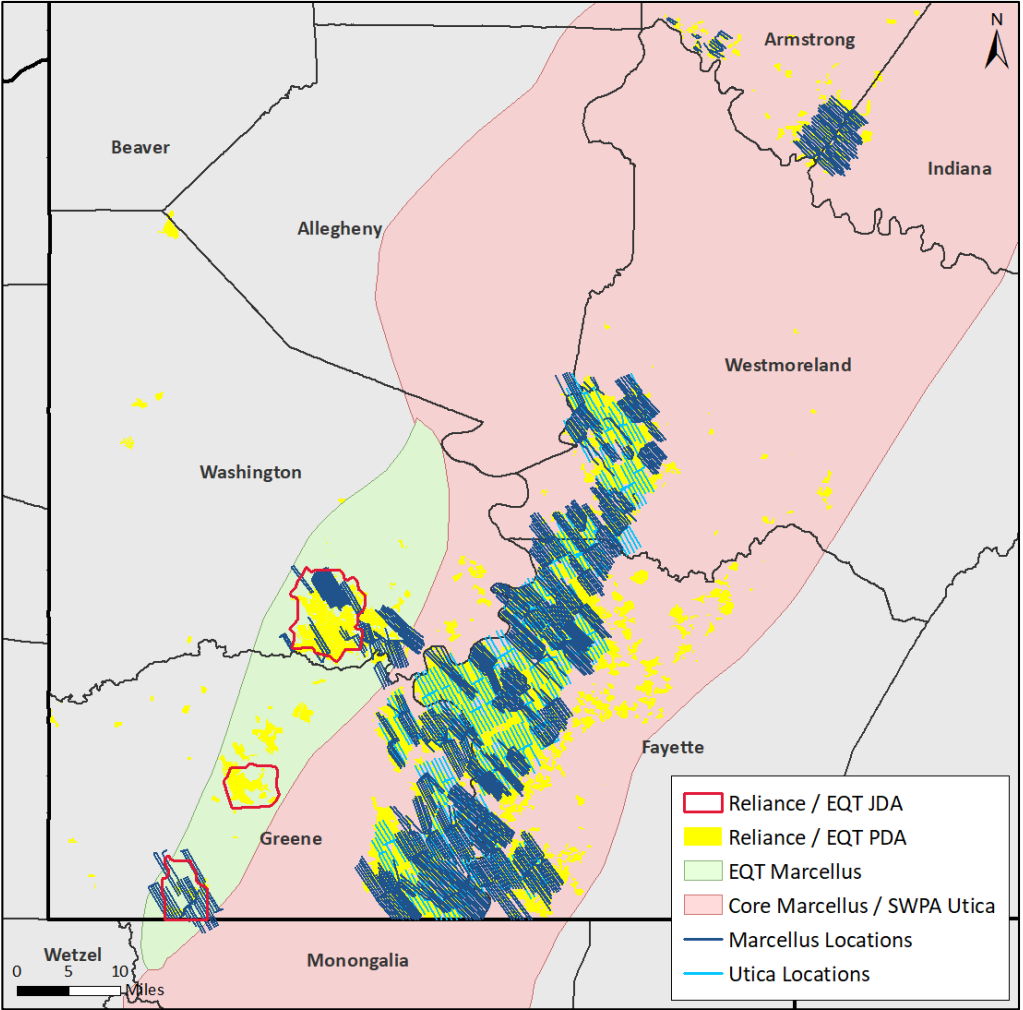 N
Armstrong
Beaver
Indiana
Allegheny
Westmoreland
Washington
Fayette
Greene
Wetzel
Monongalia
0 5 10
Miles
Reliance / EQT JDA
Reliance / EQT PDA
EQT Marcellus
Core Marcellus / SWPA Utica
Marcellus Locations
Utica Locations